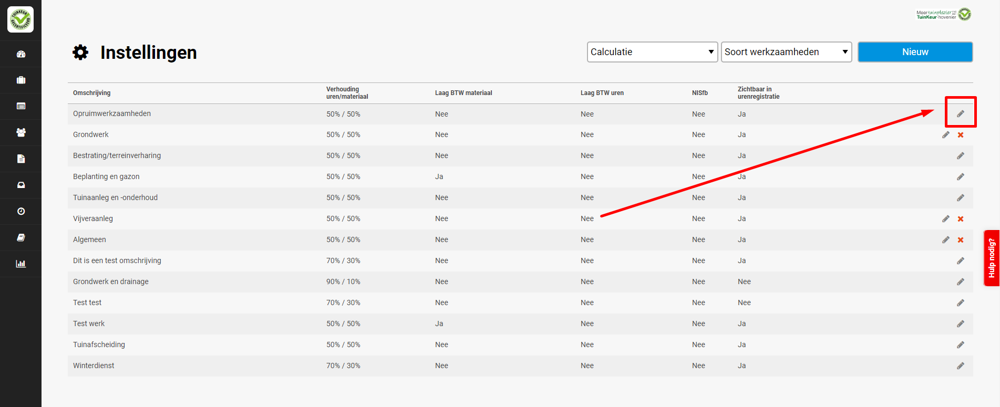 TUINKEUR
GECERTIFICEERD
Meer tuinplezier
TuinKeur-hovenier
Instellingen
Calculatie
Soort werkzaamheden
Nieuw
Omschrijving Verhouding uren/materiaal Laag BTW materiaal Laag BTW uren NISfb Zichtbaar in urenregistratie
Opruimwerkzaamheden 50% / 50% Nee Nee Nee Ja
Grondwerk 50% / 50% Nee Nee Nee Ja
Bestrating/terreinverharing 50% / 50% Nee Nee Nee Ja
Beplanting en gazon 50% / 50% Ja Nee Nee Ja
Tuinaanleg en -onderhoud 50% / 50% Nee Nee Nee Ja
Vijveraanleg 50% / 50% Nee Nee Nee Ja
Algemeen 50% / 50% Nee Nee Nee Ja
Dit is een test omschrijving 70% / 30% Nee Nee Nee Ja
Grondwerk en drainage 90% / 10% Nee Nee Nee Nee
Test test 70% / 30% Nee Nee Nee Nee
Test werk 50% / 50% Ja Nee Nee Ja
Tuinafscheiding 50% / 50% Nee Nee Nee Ja
Winterdienst 70% / 30% Nee Nee Nee Ja
Hulp nodig?